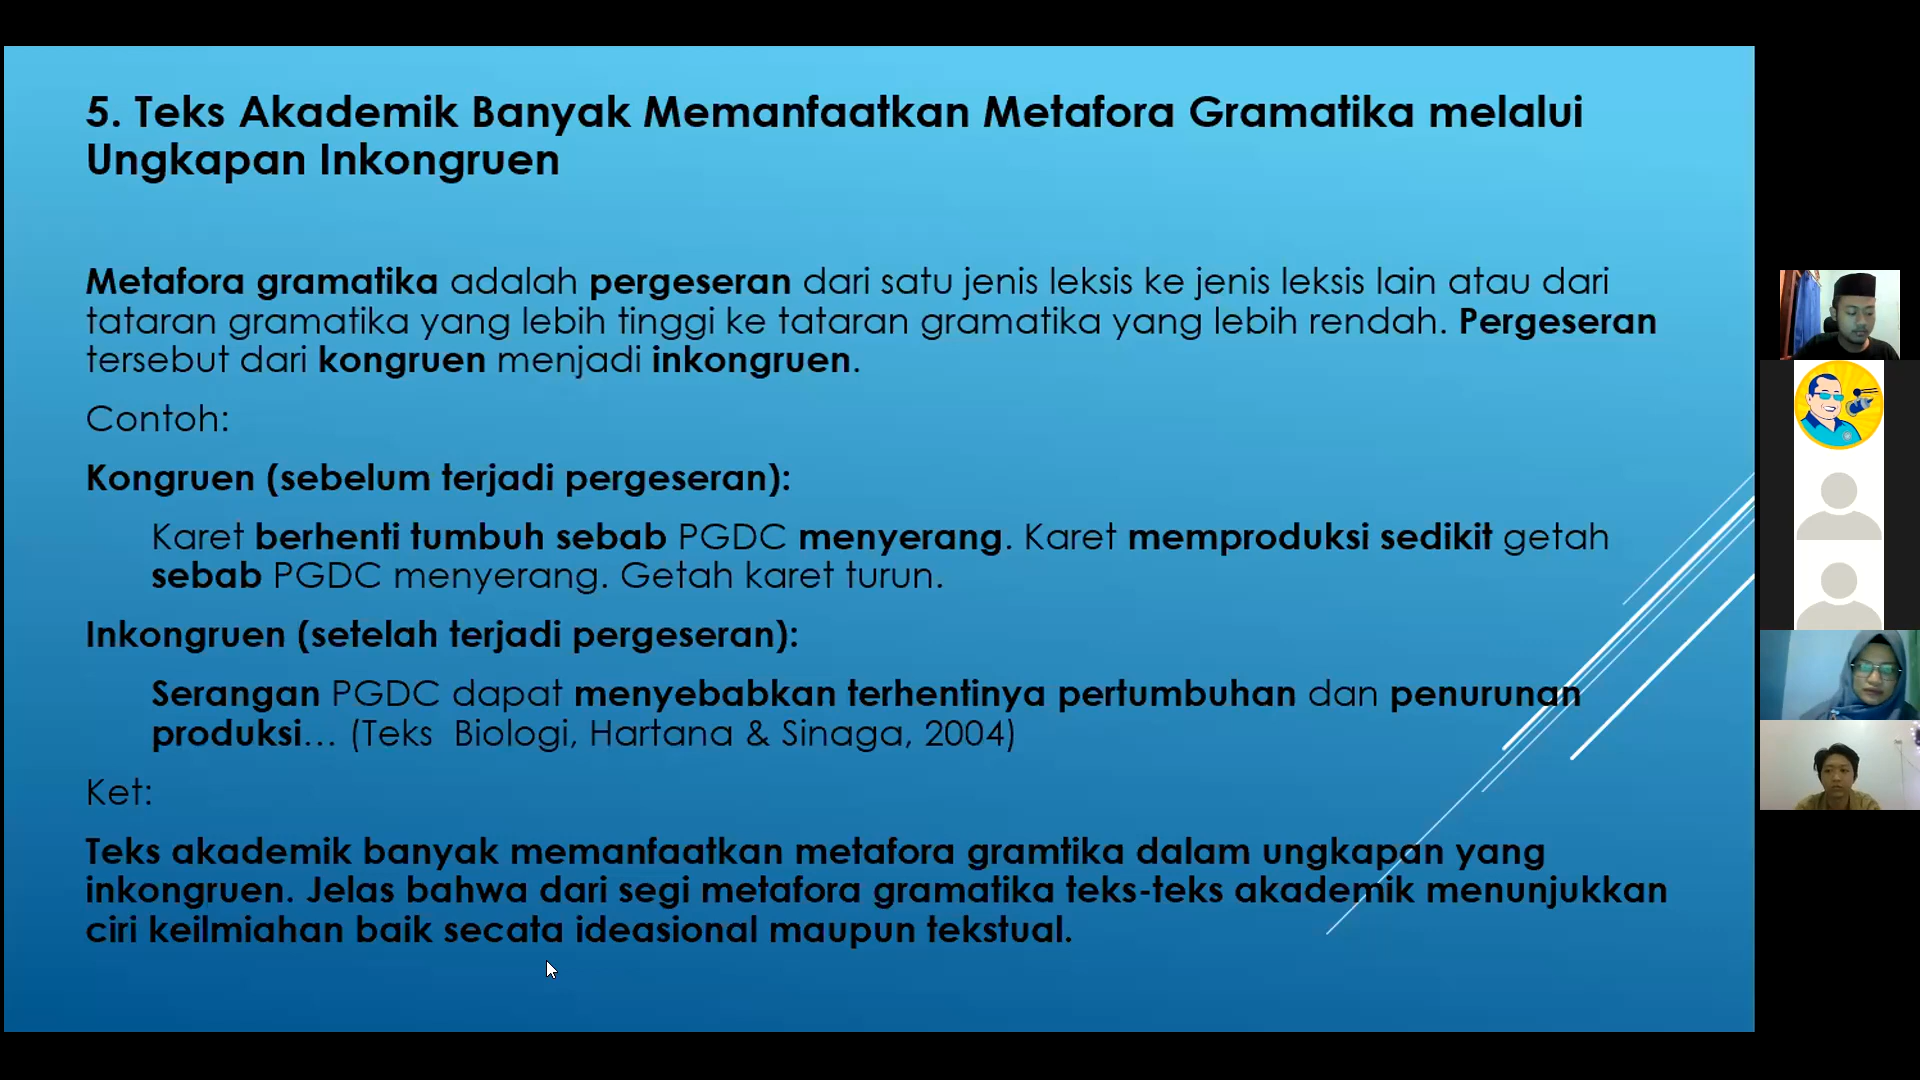 5. Teks Akademik Banyak Memanfaatkan Metafora Gramatika melalui
Ungkapan Inkongruen
Metafora gramatika adalah pergeseran dari satu jenis leksis ke jenis leksis lain atau dari
tataran gramatika yang lebih tinggi ke tataran gramatika yang lebih rendah. Pergeseran
tersebut dari kongruen menjadi inkongruen.
Contoh:
Kongruen (sebelum terjadi pergeseran):
Karet berhenti tumbuh sebab PGDC menyerang. Karet memproduksi sedikit getah
sebab PGDC menyerang. Getah karet turun.
Inkongruen (setelah terjadi pergeseran):
Serangan PGDC dapat menyebabkan terhentinya pertumbuhan dan penurunan
produksi… (Teks  Biologi, Hartana & Sinaga, 2004)
Ket:
Teks akademik banyak memanfaatkan metafora gramtika dalam ungkapan yang
inkongruen. Jelas bahwa dari segi metafora gramatika teks-teks akademik menunjukkan
ciri keilmiahan baik secata ideasional maupun tekstual.